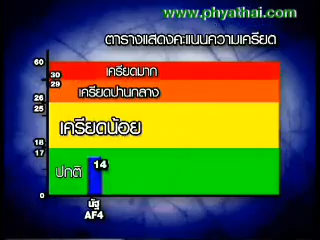 www.phyathai.com
ตารางแสดงคะแนนความเครียด
60
เครียดมาก
30
29
เครียดปานกลาง
26
25
เครียดน้อย
18
17
ปกติ
14
0
นัฐ
AF4